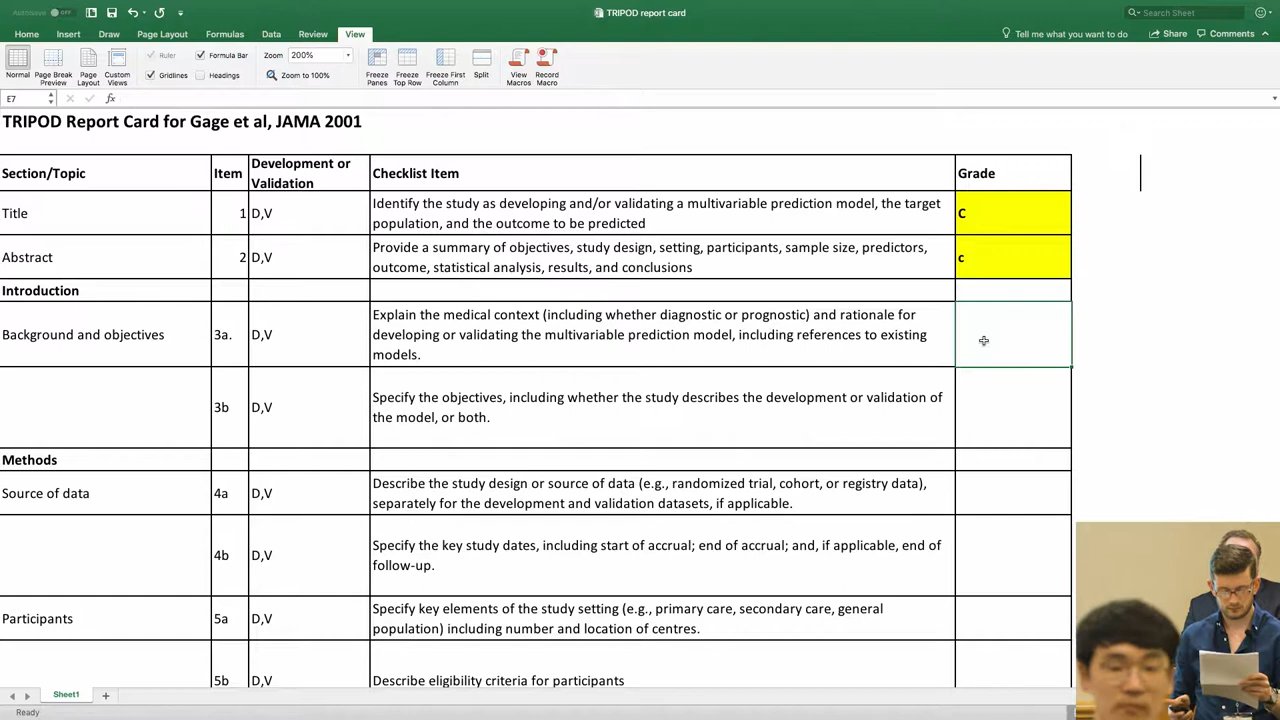 AutoSave OFF
TRIPOD report card
Search Sheet
Home Insert Draw Page Layout Formulas Data Review View
Tell me what you want to do Share Comments
Normal
Page Break Preview
Page Layout
Custom Views
Ruler
Formula Bar
Gridlines
Headings
Zoom 200%
Zoom to 100%
Freeze Panes
Freeze Top Row
Freeze First Column
Split
View Macros
Record Macro
E7 fx
TRIPOD Report Card for Gage et al, JAMA 2001
Section/Topic Item Development or Validation Checklist Item Grade
Title 1 D,V Identify the study as developing and/or validating a multivariable prediction model, the target
population, and the outcome to be predicted C
Abstract 2 D,V Provide a summary of objectives, study design, setting, participants, sample size, predictors,
outcome, statistical analysis, results, and conclusions c
Introduction
Background and objectives 3a. D,V Explain the medical context (including whether diagnostic or prognostic) and rationale for
developing or validating the multivariable prediction model, including references to existing
models.
3b D,V Specify the objectives, including whether the study describes the development or validation of
the model, or both.
Methods
Source of data 4a D,V Describe the study design or source of data (e.g., randomized trial, cohort, or registry data),
separately for the development and validation datasets, if applicable.
4b D,V Specify the key study dates, including start of accrual; end of accrual; and, if applicable, end of
follow-up.
Participants 5a D,V Specify key elements of the study setting (e.g., primary care, secondary care, general
population) including number and location of centres.
5b D,V Describe eligibility criteria for participants
Sheet1
Ready